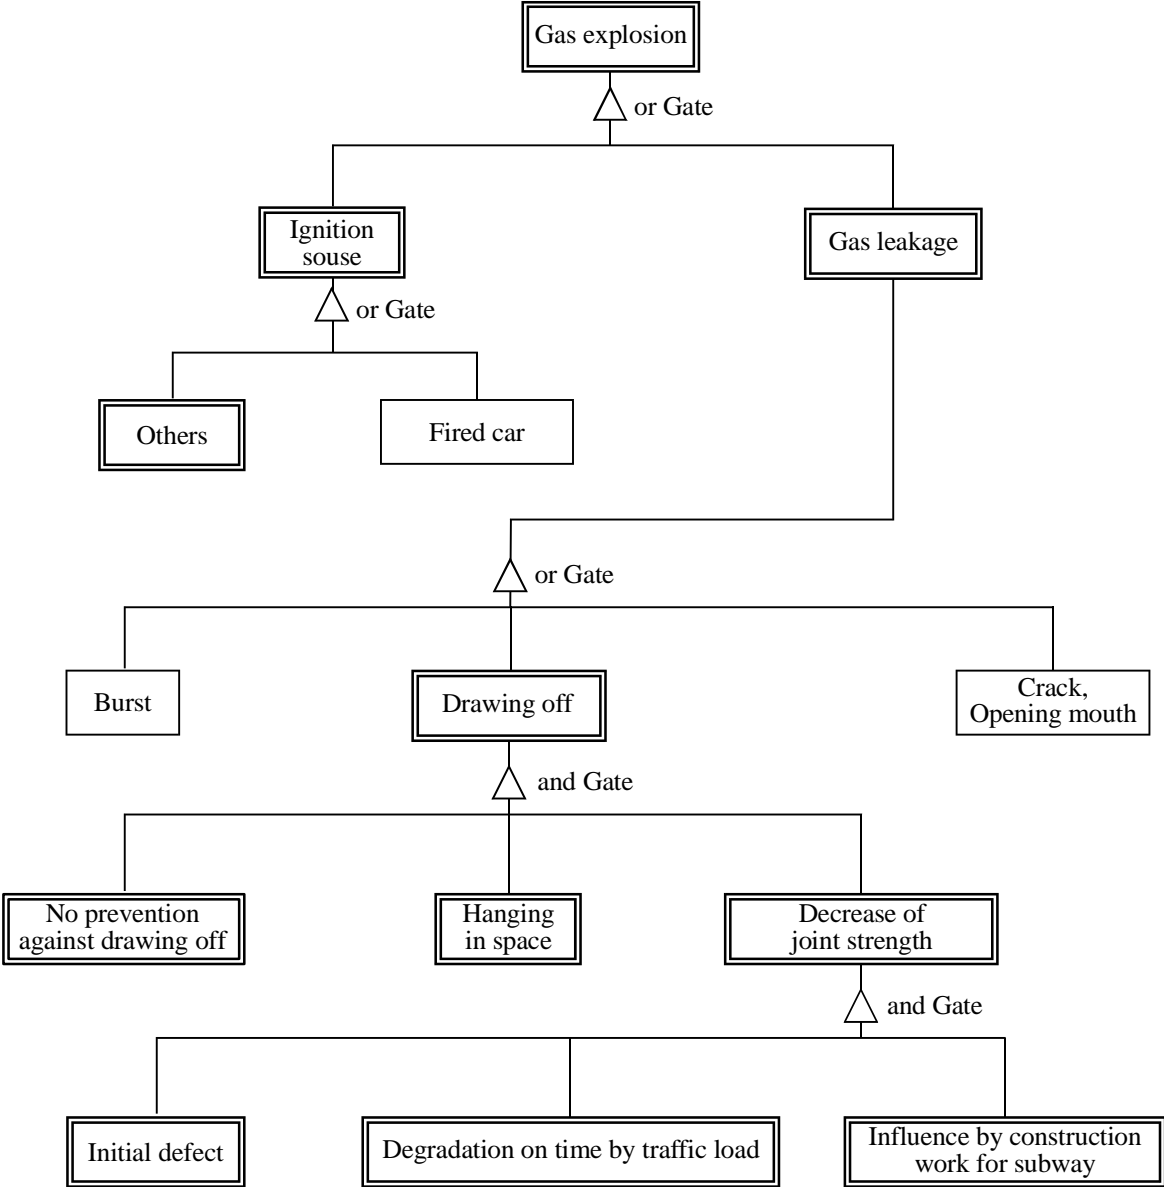 Gas explosion
or Gate
Ignition
souse
Gas leakage
or Gate
Others
Fired car
or Gate
Burst
Drawing off
Crack,
Opening mouth
and Gate
No prevention
against drawing off
Hanging
in space
Decrease of
joint strength
and Gate
Initial defect
Degradation on time by traffic load
Influence by construction
work for subway